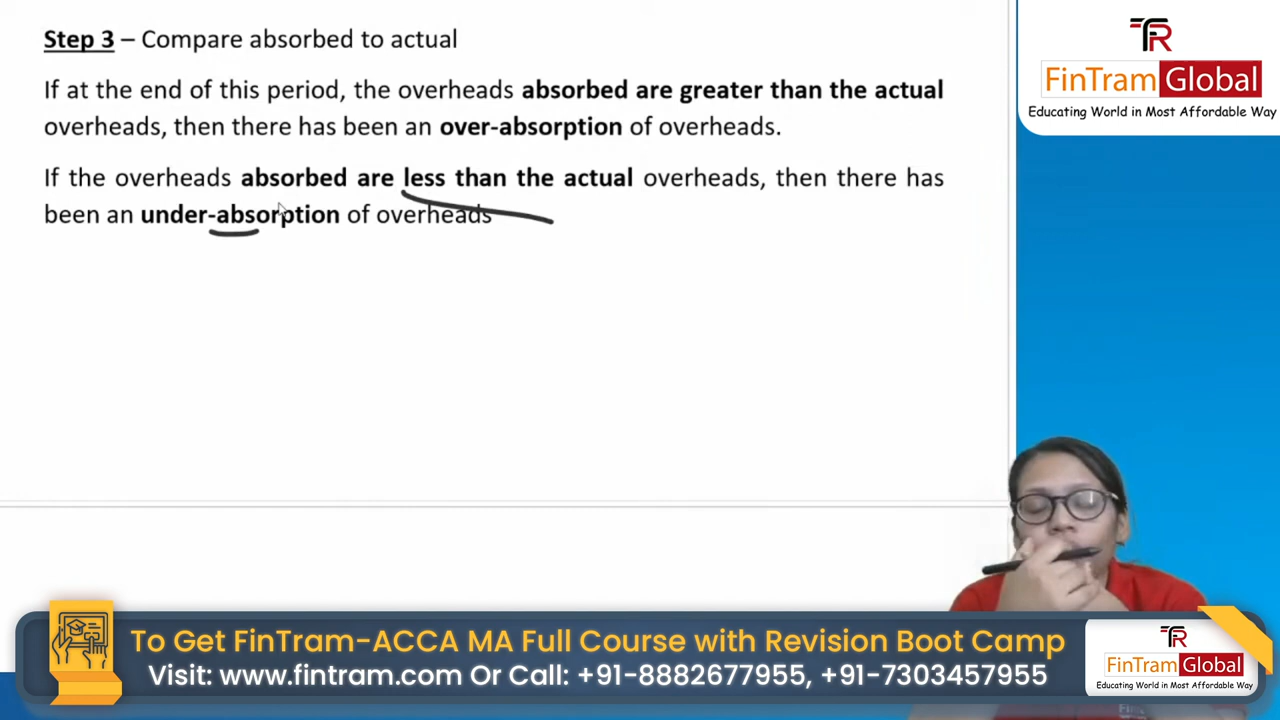 Step 3 – Compare absorbed to actual
If at the end of this period, the overheads absorbed are greater than the actual
overheads, then there has been an over-absorption of overheads.
If the overheads absorbed are less than the actual overheads, then there has
been an under-absorption of overheads
FR
FinTram Global
Educating World in Most Affordable Way
To Get FinTram-ACCA MA Full Course with Revision Boot Camp
Visit: www.fintram.com Or Call: +91-8882677955, +91-7303457955
FR
FinTram Global
Educating World in Most Affordable Way